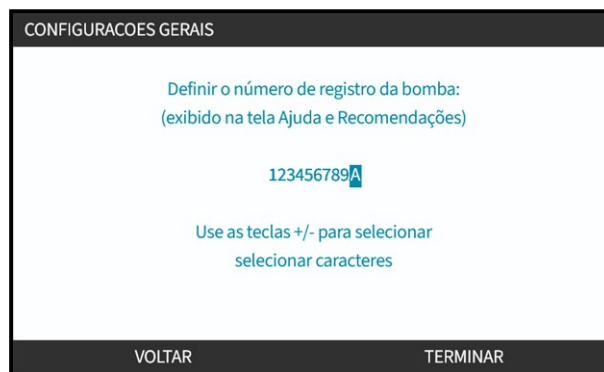 CONFIGURACOES GERAIS
Definir o número de registro da bomba:
(exibido na tela Ajuda e Recomendações)
123456789A
Use as teclas +/- para selecionar
selecionar caracteres
VOLTAR TERMINAR